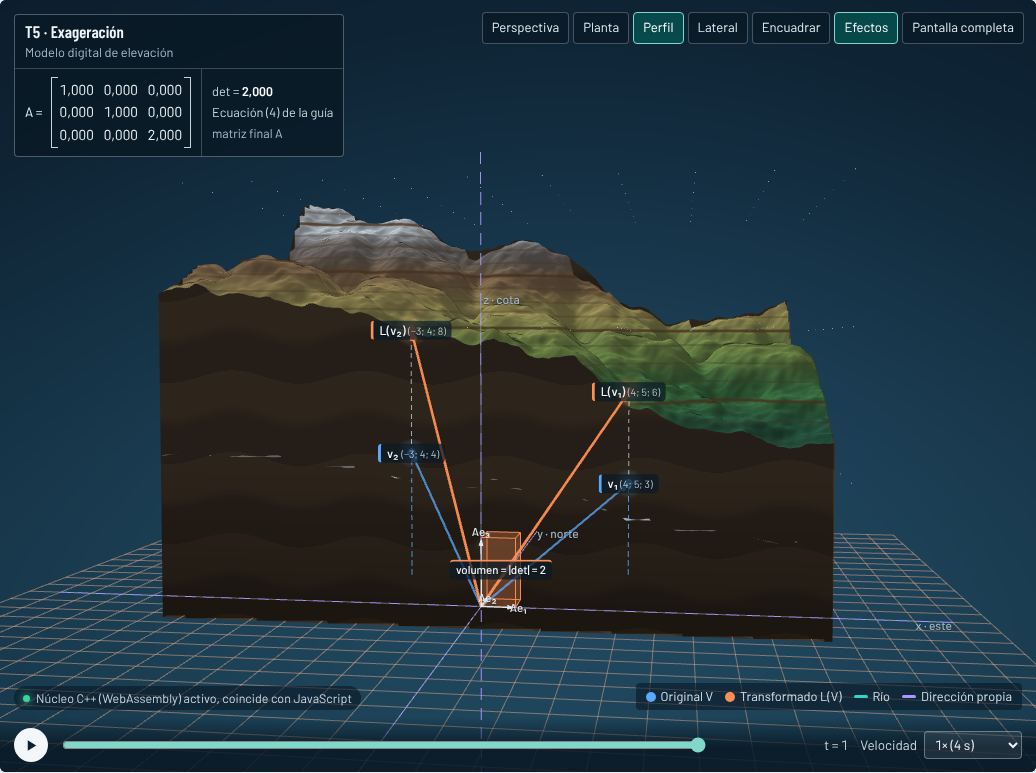 T5 · Exageración
Modelo digital de elevación
A =
1,000 0,000 0,000
0,000 1,000 0,000
0,000 0,000 2,000
det = 2,000
Ecuación (4) de la guía
matriz final A
Perspectiva
Planta
Perfil
Lateral
Encuadrar
Efectos
Pantalla completa
z · cota
L(v₂) (−3; 4; 8)
L(v₁) (4; 5; 6)
v₂ (−3; 4; 4)
v₁ (4; 5; 3)
Ae₃
y · norte
volumen = |det| = 2
Ae₂
Ae₁
x · este
Núcleo C++ (WebAssembly) activo, coincide con JavaScript
Original V
Transformado L(V)
Río
Dirección propia
t = 1
Velocidad
1× (4 s)